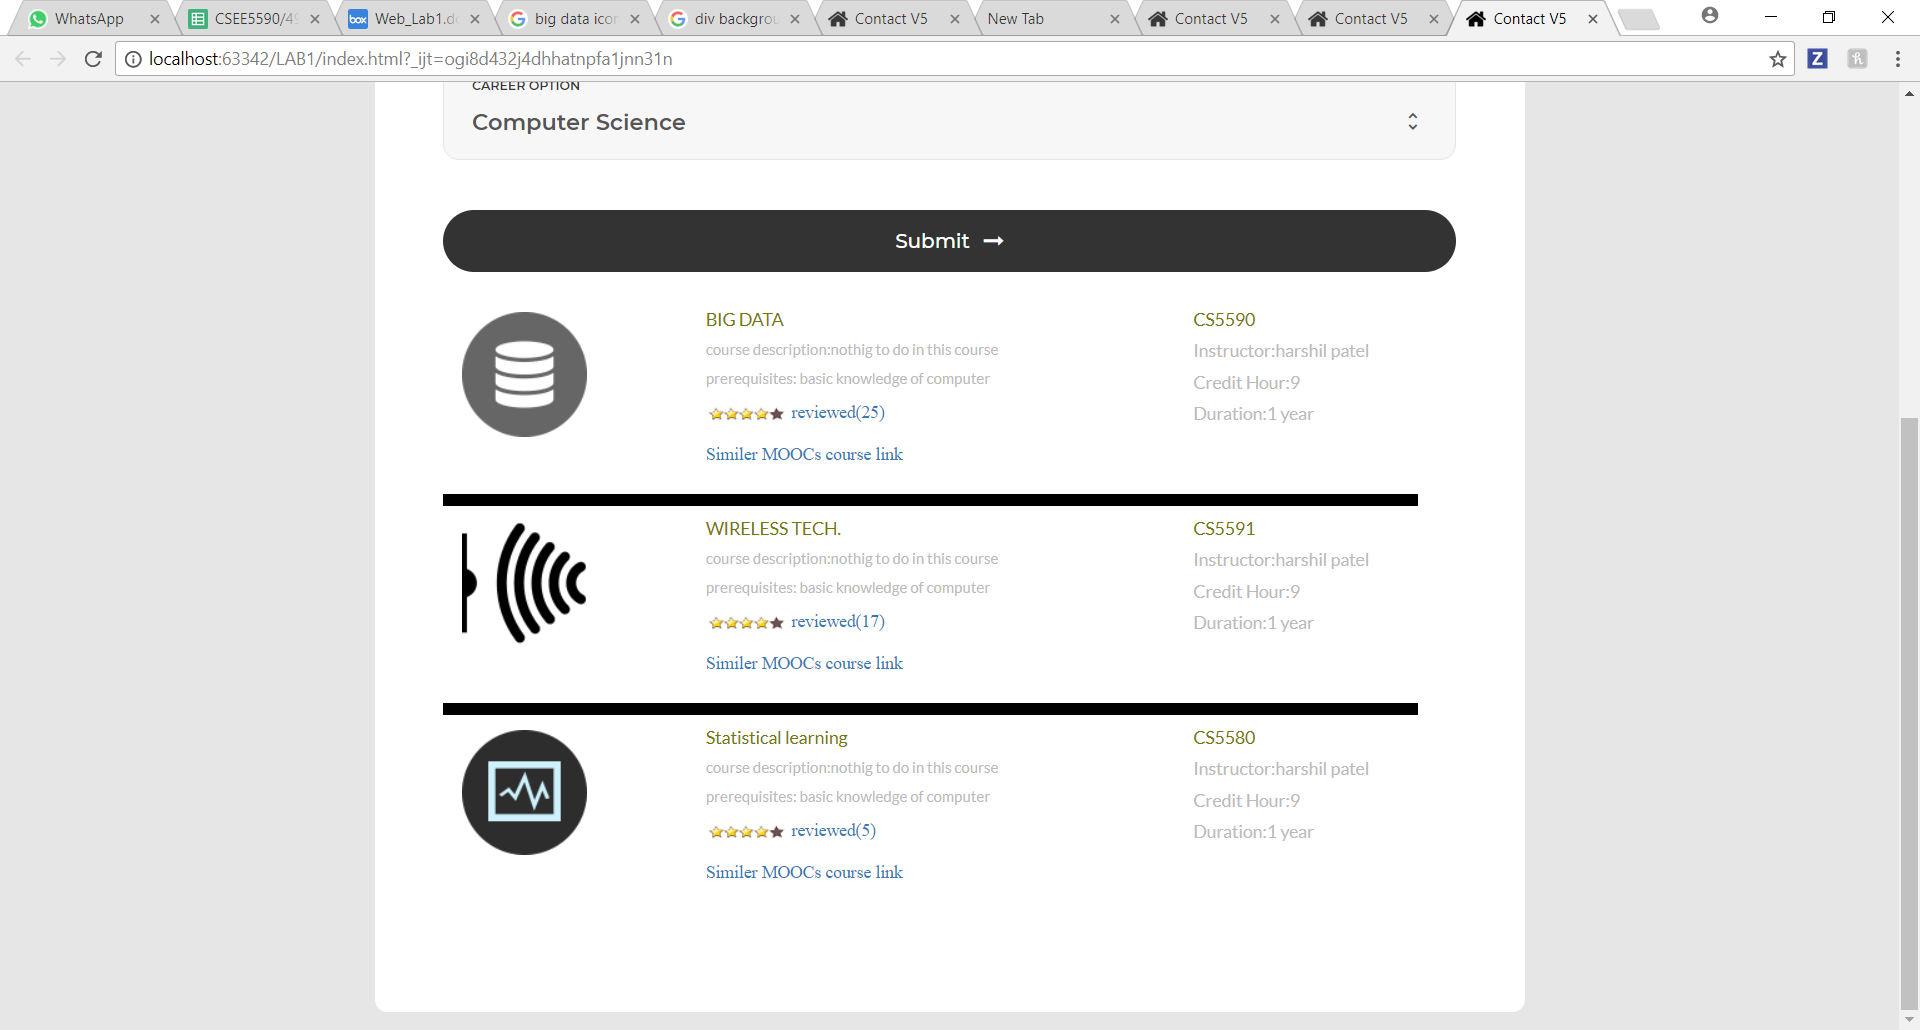 WhatsApp
CSEE5590/49
Web_Lab1.d
big data icon
div backgrou
Contact V5
New Tab
Contact V5
Contact V5
Contact V5
localhost:63342/LAB1/index.html?_ijt=ogi8d432j4dhhatnpfa1jnn31n
CAREER OPTION
Computer Science
Submit
BIG DATA
course description:nothig to do in this course
prerequisites: basic knowledge of computer
reviewed(25)
Similer MOOCs course link
CS5590
Instructor:harshil patel
Credit Hour:9
Duration:1 year
WIRELESS TECH.
course description:nothig to do in this course
prerequisites: basic knowledge of computer
reviewed(17)
Similer MOOCs course link
CS5591
Instructor:harshil patel
Credit Hour:9
Duration:1 year
Statistical learning
course description:nothig to do in this course
prerequisites: basic knowledge of computer
reviewed(5)
Similer MOOCs course link
CS5580
Instructor:harshil patel
Credit Hour:9
Duration:1 year